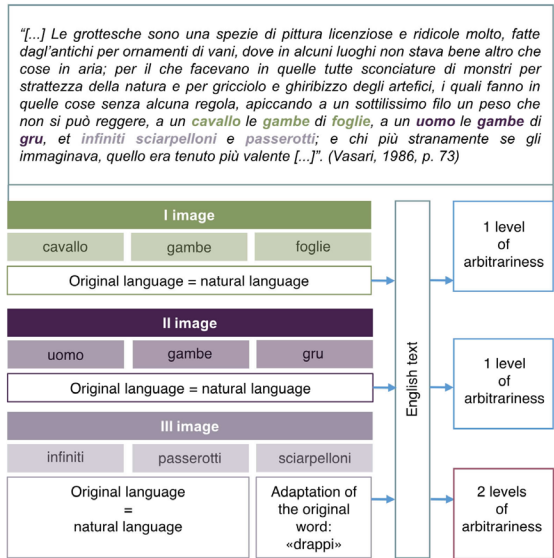 “[...] Le grottesche sono una spezie di pittura licenziose e ridicole molto, fatte
dagl’antichi per ornamenti di vani, dove in alcuni luoghi non stava bene altro che
cose in aria; per il che facevano in quelle tutte sconciature di monstri per
strattezza della natura e per gricciolo e ghiribizzo degli artefici, i quali fanno in
quelle cose senza alcuna regola, apiccando a un sottilissimo filo un peso che
non si può reggere, a un cavallo le gambe di foglie, a un uomo le gambe di
gru, et infiniti sciarpelloni e passerotti; e chi più stranamente se gli
immaginava, quello era tenuto più valente [...]”. (Vasari, 1986, p. 73)
I image
cavallo gambe foglie
Original language = natural language
1 level
of
arbitrariness
II image
uomo gambe gru
Original language = natural language
English text
1 level
of
arbitrariness
III image
infiniti passerotti sciarpelloni
Original language
=
natural language
Adaptation of
the original
word:
«drappi»
2 levels
of
arbitrariness